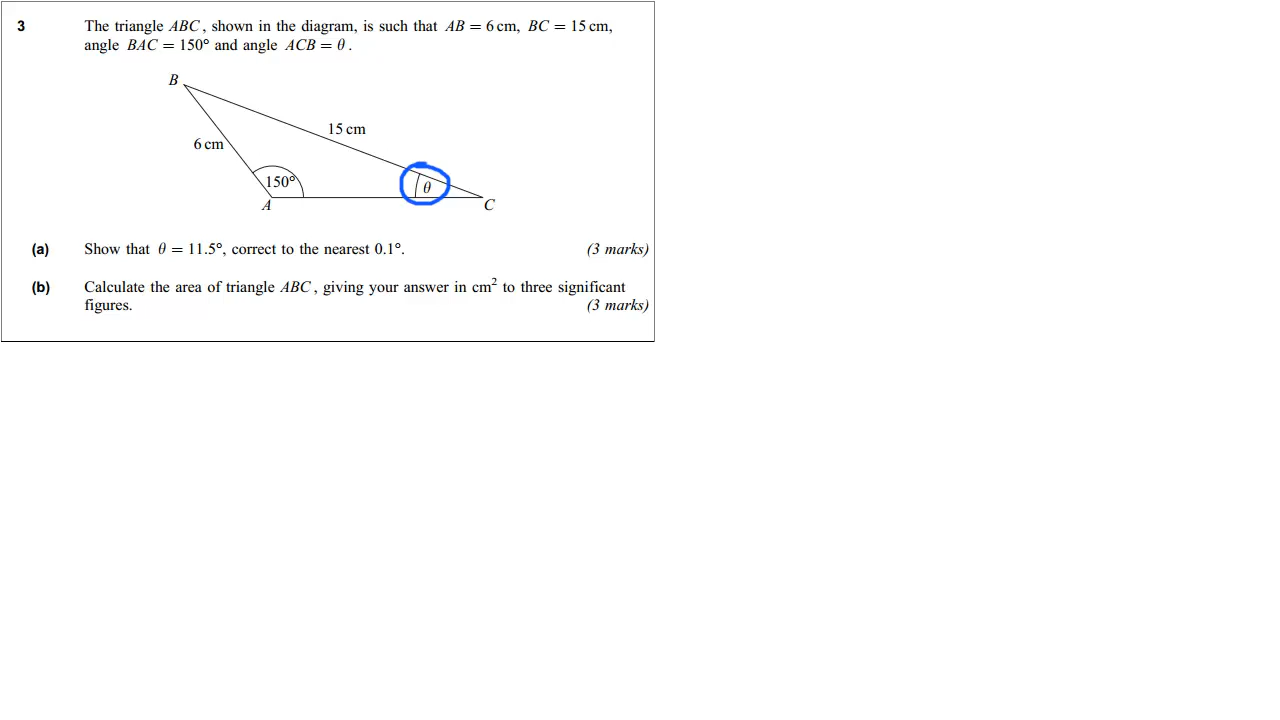 3 The triangle ABC, shown in the diagram, is such that AB = 6 cm, BC = 15 cm,
angle BAC = 150° and angle ACB = θ.
B
15 cm
6 cm
150°
θ
A
C
(a) Show that θ = 11.5°, correct to the nearest 0.1°. (3 marks)
(b) Calculate the area of triangle ABC, giving your answer in cm² to three significant
figures. (3 marks)